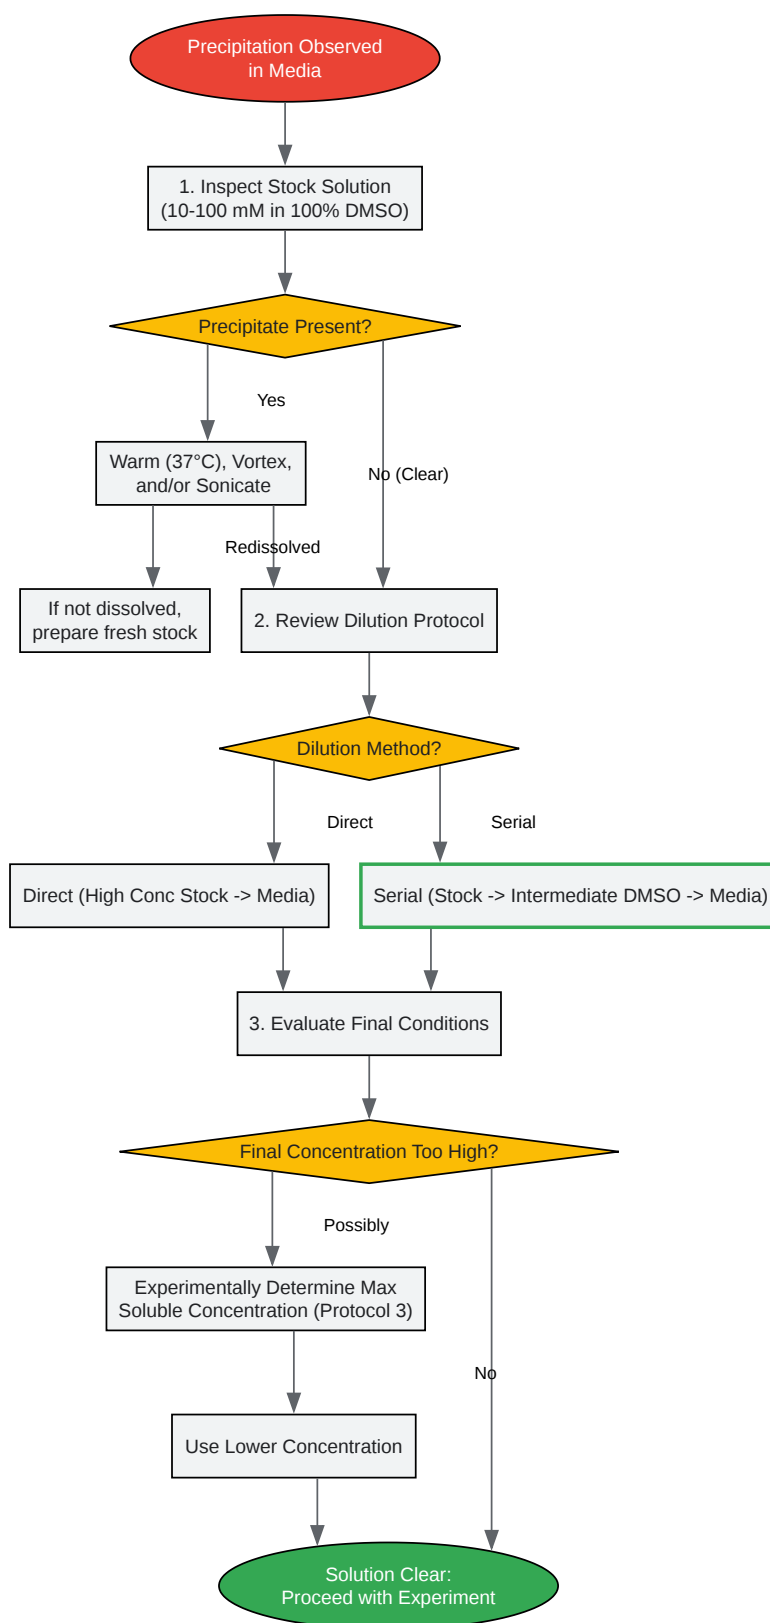 Precipitation Observed
in Media
1. Inspect Stock Solution
(10-100 mM in 100% DMSO)
Precipitate Present?
Yes
Warm (37°C), Vortex,
and/or Sonicate
No (Clear)
Redissolved
If not dissolved,
prepare fresh stock
2. Review Dilution Protocol
Dilution Method?
Direct
Serial
Direct (High Conc Stock -> Media)
Serial (Stock -> Intermediate DMSO -> Media)
3. Evaluate Final Conditions
Final Concentration Too High?
Possibly
Experimentally Determine Max
Soluble Concentration (Protocol 3)
No
Use Lower Concentration
Solution Clear:
Proceed with Experiment